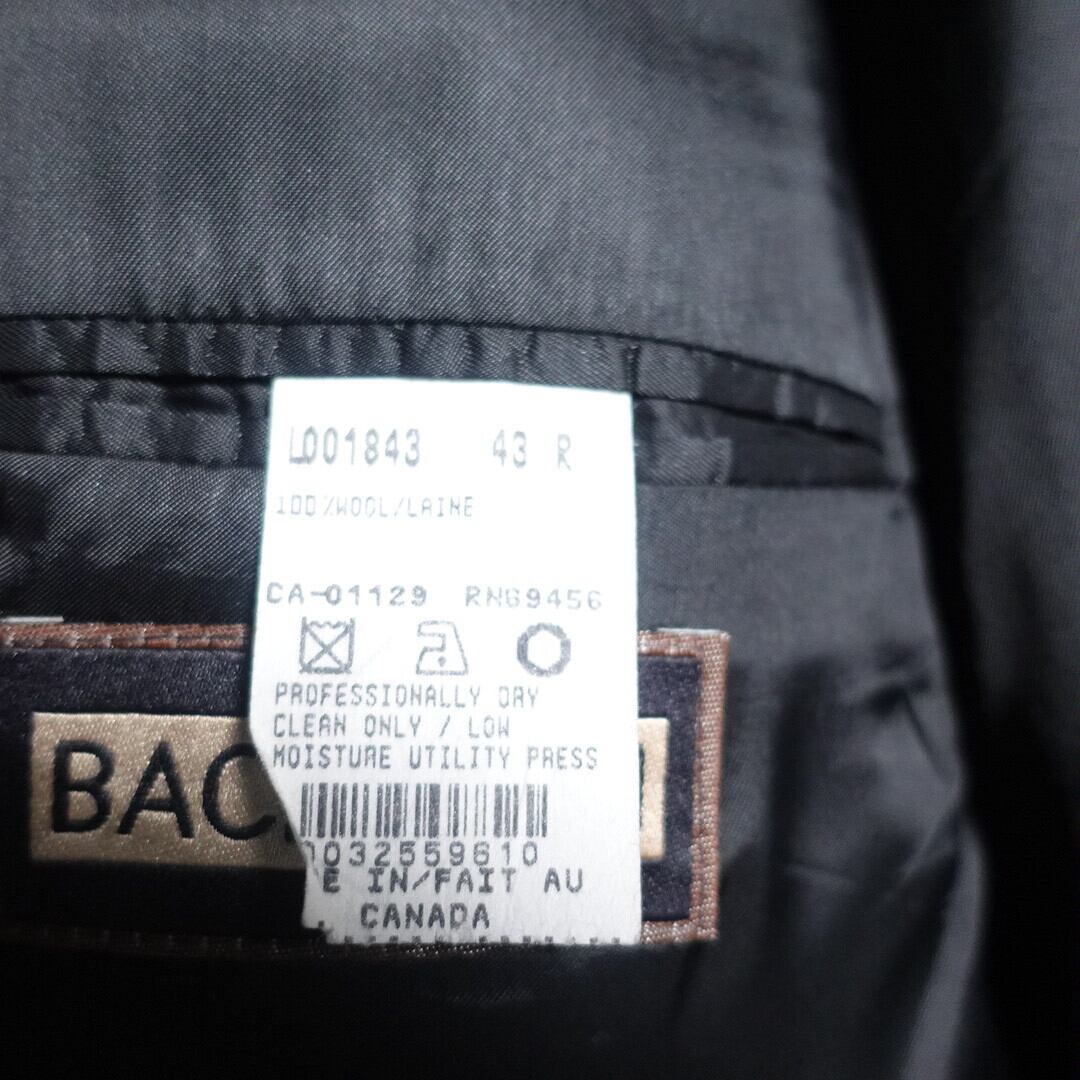 L001843 43 R
100%WOOL/LAINE
CA-01129 RN69456
PROFESSIONALLY DRY
CLEAN ONLY / LOW
MOISTURE UTILITY PRESS
BAC
0032559610
E IN/FAIT AU
CANADA